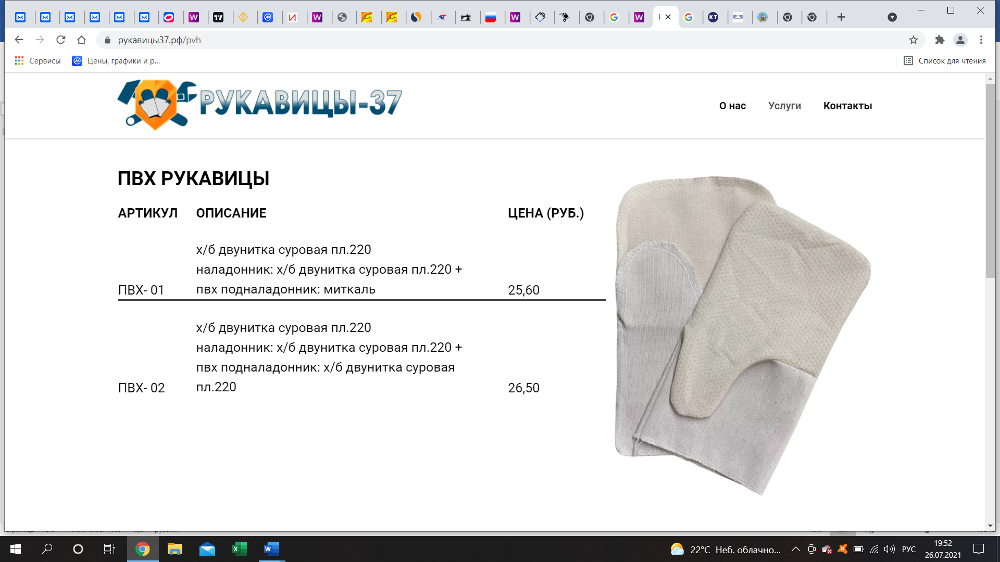 рукавицы37.рф/pvh
Сервисы
Цены, графики и р...
Список для чтения
РУКАВИЦЫ-37
О нас
Услуги
Контакты
ПВХ РУКАВИЦЫ
АРТИКУЛ ОПИСАНИЕ ЦЕНА (РУБ.)
х/б двунитка суровая пл.220
наладонник: х/б двунитка суровая пл.220 +
ПВХ- 01 пвх подналадонник: миткаль 25,60
х/б двунитка суровая пл.220
наладонник: х/б двунитка суровая пл.220 +
пвх подналадонник: х/б двунитка суровая
ПВХ- 02 пл.220 26,50
22°C Неб. облачно...
РУС
19:52
26.07.2021